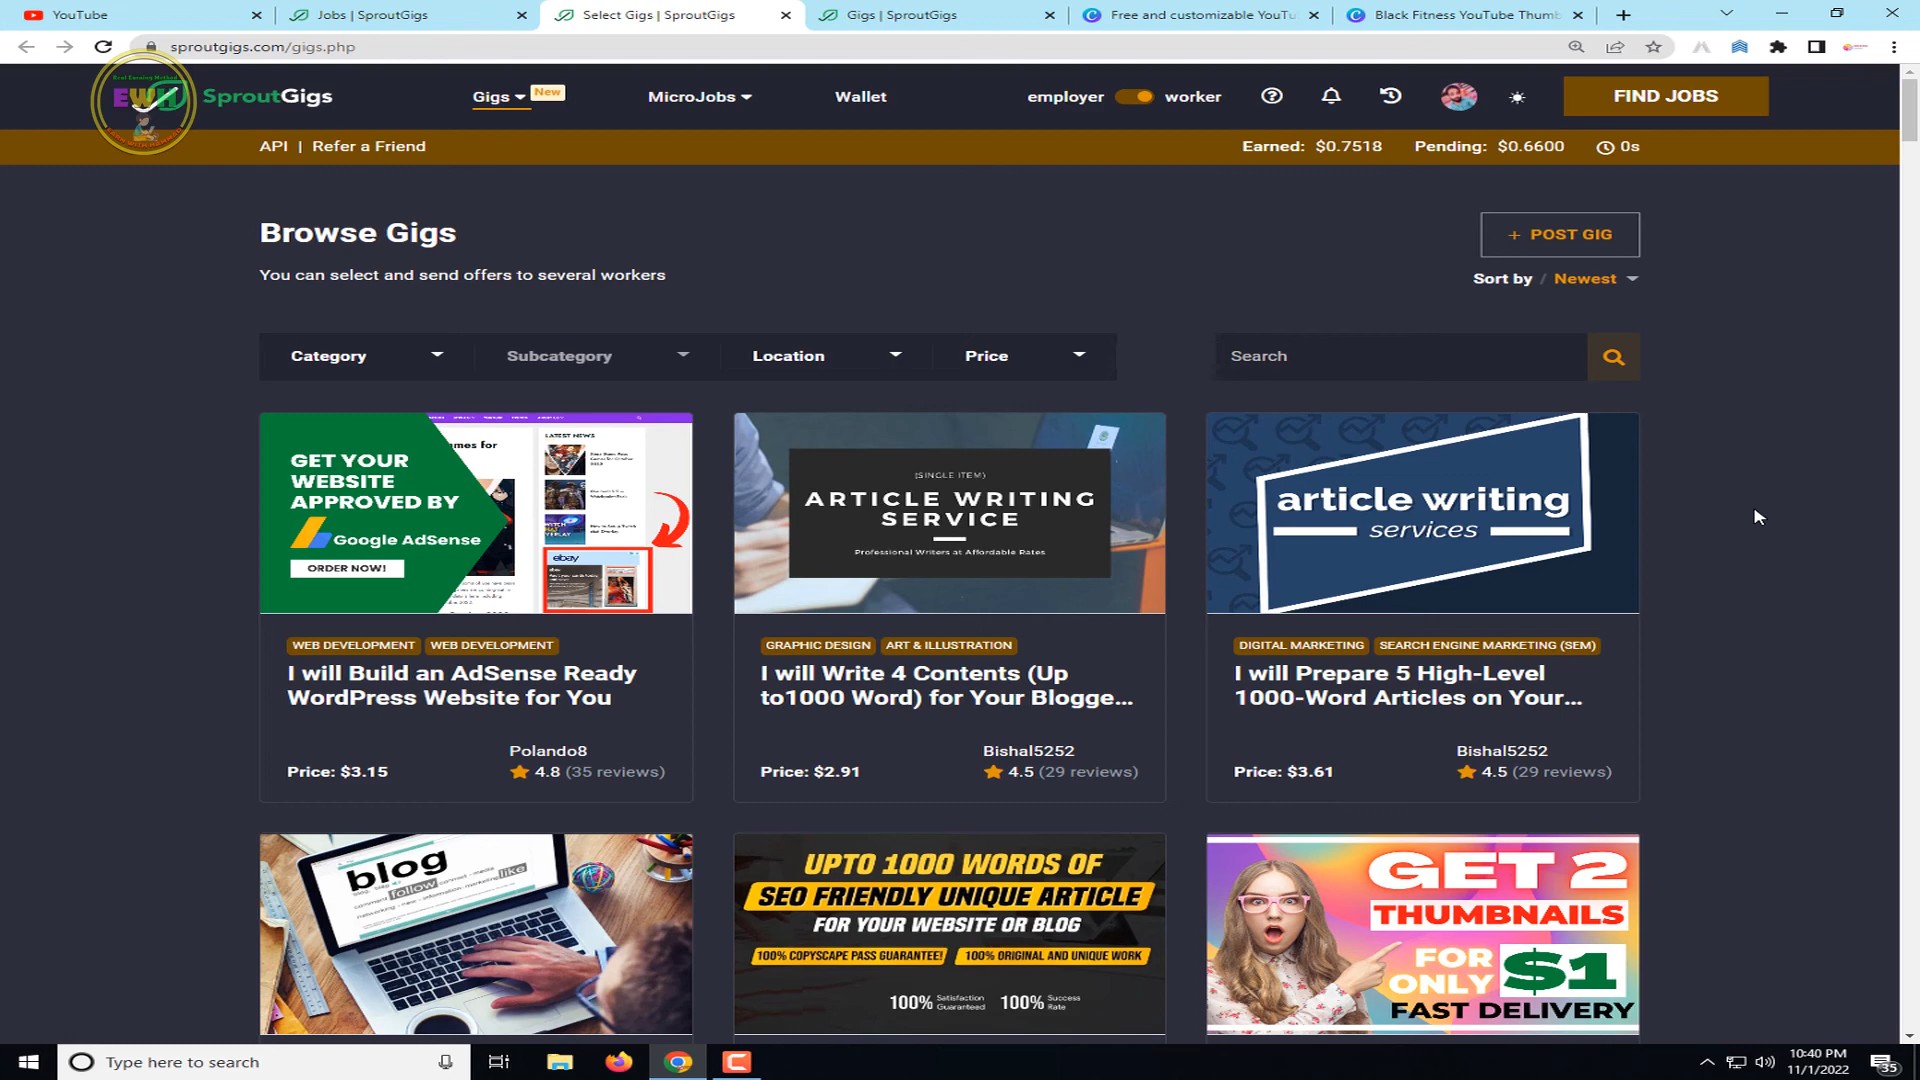 YouTube
Jobs | SproutGigs
Select Gigs | SproutGigs
Gigs | SproutGigs
Free and customizable YouTu
Black Fitness YouTube Thumb
sproutgigs.com/gigs.php
Real Earning Method
EWH
EARN WITH HAMMAD
SproutGigs
Gigs
New
MicroJobs
Wallet
employer
worker
FIND JOBS
API | Refer a Friend
Earned: $0.7518
Pending: $0.6600
0s
Browse Gigs
You can select and send offers to several workers
+ POST GIG
Sort by / Newest
Category
Subcategory
Location
Price
Search
GET YOUR
WEBSITE
APPROVED BY
Google AdSense
ORDER NOW!
LATEST NEWS
ebay
WEB DEVELOPMENT WEB DEVELOPMENT
I will Build an AdSense Ready
WordPress Website for You
Polando8
Price: $3.15
4.8 (35 reviews)
(SINGLE ITEM)
ARTICLE WRITING
SERVICE
Professional Writers at Affordable Rates
GRAPHIC DESIGN ART & ILLUSTRATION
I will Write 4 Contents (Up
to1000 Word) for Your Blogge...
Bishal5252
Price: $2.91
4.5 (29 reviews)
article writing
services
DIGITAL MARKETING SEARCH ENGINE MARKETING (SEM)
I will Prepare 5 High-Level
1000-Word Articles on Your...
Bishal5252
Price: $3.61
4.5 (29 reviews)
blog
follow
like
UPTO 1000 WORDS OF
SEO FRIENDLY UNIQUE ARTICLE
FOR YOUR WEBSITE OR BLOG
100% COPYSCAPE PASS GUARANTEE!
100% ORIGINAL AND UNIQUE WORK
100% Satisfaction Guaranteed
100% Success Rate
GET 2
THUMBNAILS
FOR
ONLY $1
FAST DELIVERY
Type here to search
10:40 PM
11/1/2022
35